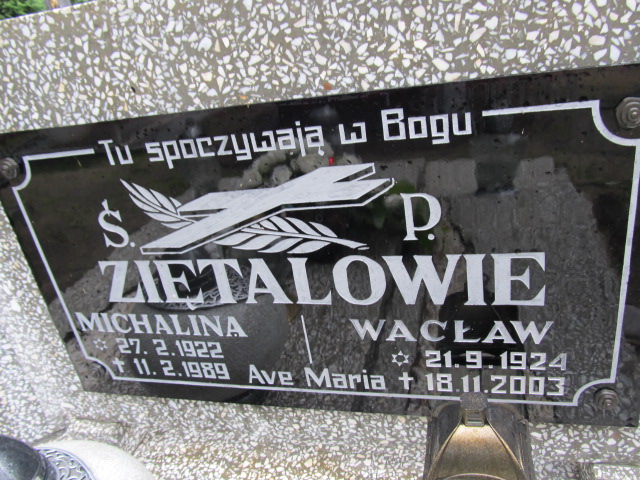 Tu spoczywają w Bogu
Ś. P.
ZIĘTALOWIE
MICHALINA WACŁAW
☆ 27. 2. 1922 ☆ 21. 9. 1924
✝ 11. 2. 1989 Ave Maria ✝ 18. 11. 2003